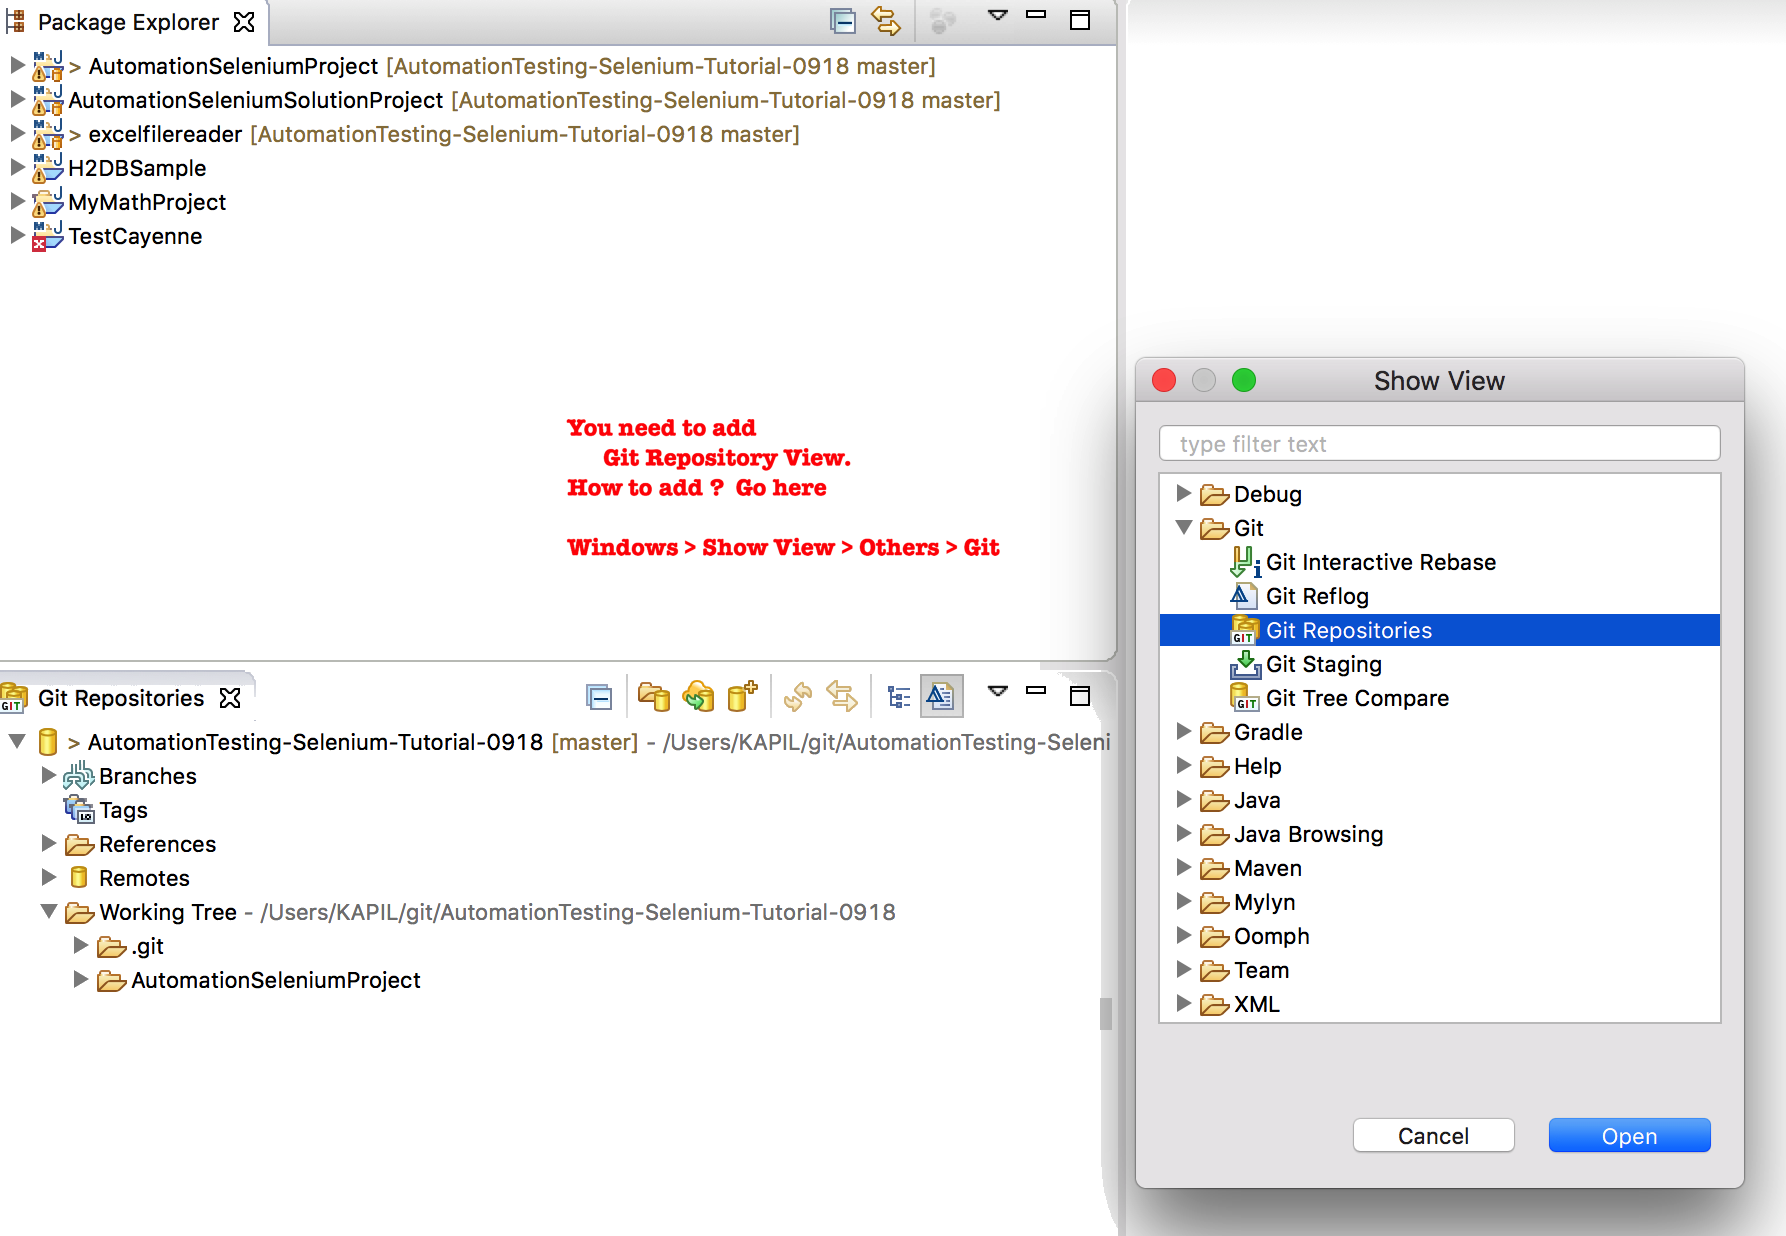 Package Explorer
> AutomationSeleniumProject [AutomationTesting-Selenium-Tutorial-0918 master]
AutomationSeleniumSolutionProject [AutomationTesting-Selenium-Tutorial-0918 master]
> excelfilereader [AutomationTesting-Selenium-Tutorial-0918 master]
H2DBSample
MyMathProject
TestCayenne
You need to add
Git Repository View.
How to add ? Go here
Windows > Show View > Others > Git
Git Repositories
> AutomationTesting-Selenium-Tutorial-0918 [master] - /Users/KAPIL/git/AutomationTesting-Seleni
Branches
Tags
References
Remotes
Working Tree - /Users/KAPIL/git/AutomationTesting-Selenium-Tutorial-0918
.git
AutomationSeleniumProject
Show View
type filter text
Debug
Git
Git Interactive Rebase
Git Reflog
GIT Git Repositories
Git Staging
GIT Git Tree Compare
Gradle
Help
Java
Java Browsing
Maven
Mylyn
Oomph
Team
XML
Cancel
Open